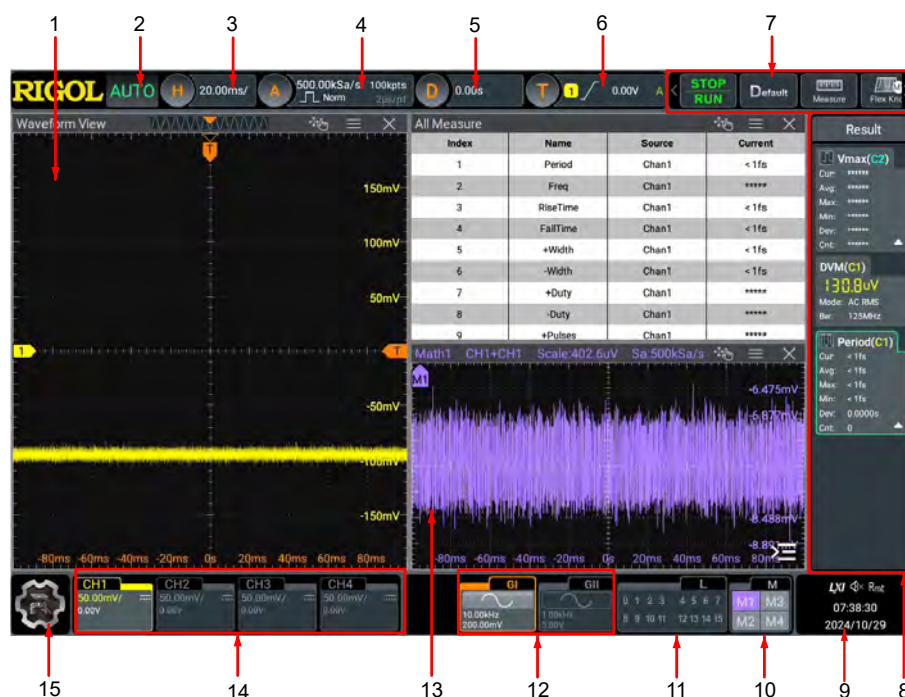 1 2 3 4 5 6 7
RIGOL AUTO H 20.00ms/ A 500.00kSa/s 100kpts D 0.00s T 1 0.00V A < STOP Default Measure
Norm 2µs/pt RUN
Waveform View
150mV
100mV
50mV
1 T
-50mV
-100mV
-150mV
-80ms -60ms -40ms -20ms 0s 20ms 40ms 60ms 80ms
All Measure
Index Name Source Current
1 Period Chan1 <1fs
2 Freq Chan1 *****
3 RiseTime Chan1 <1fs
4 FallTime Chan1 <1fs
5 +Width Chan1 <1fs
6 -Width Chan1 <1fs
7 +Duty Chan1 *****
8 -Duty Chan1 *****
9 +Pulses Chan1 *****
Math1 CH1+CH1 Scale:402.6uV Sa:500kSa/s
M1
-6.475mV
-6.877mV
-8.488mV
-80ms -60ms -40ms -20ms 0s 20ms 40ms 60ms 80ms
Result
Vmax(C2)
Cur: ******
Avg: ******
Max: ******
Min: ******
Dev: ******
Cnt: ******
DVM(C1)
130.8uV
Mode: AC RMS
Bw: 125MHz
Period(C1)
Cur: <1fs
Avg: <1fs
Max: <1fs
Min: <1fs
Dev: 0.0000s
Cnt: 0
CH1 CH2 CH3 CH4
50.00mV/ 50.00mV/ 50.00mV/ 50.00mV/
0.00V 0.00V 0.00V 0.00V
GI GII
10.00kHz 1.00kHz
200.00mV 5.00V
L
0 1 2 3 4 5 6 7
8 9 10 11 12 13 14 15
M
M1 M3
M2 M4
LXI Rmt
07:38:30
2024/10/29
15 14 13 12 11 10 9 8